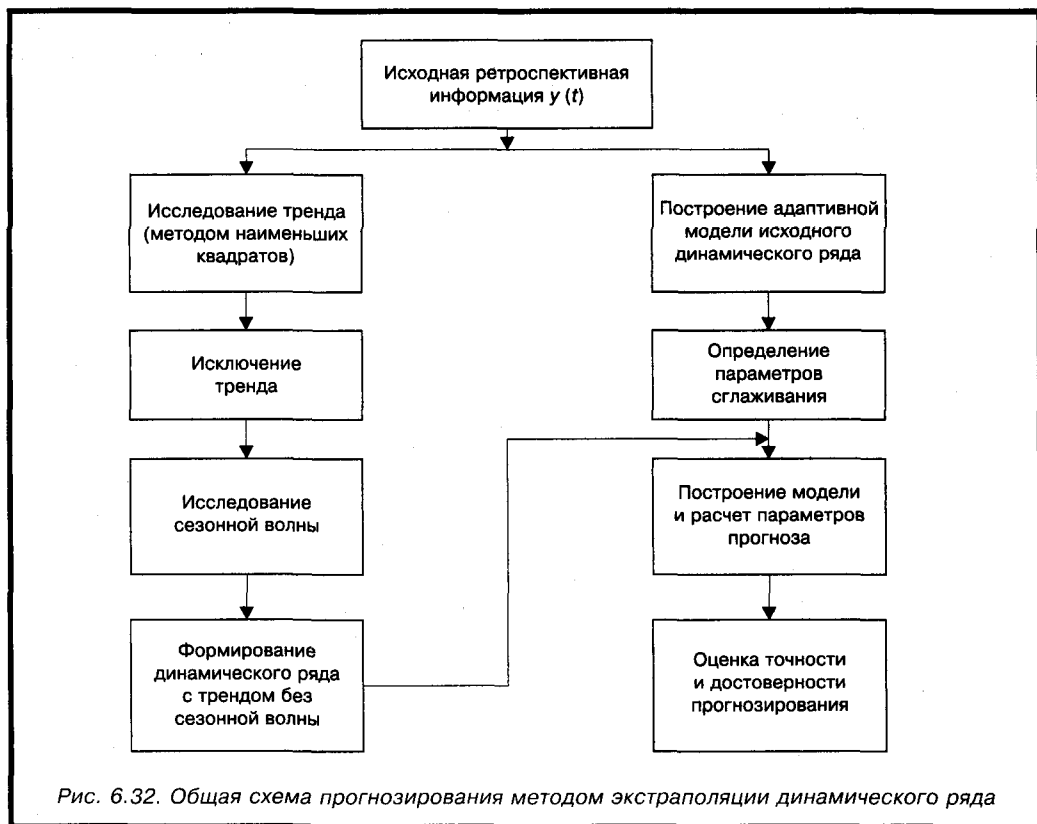 Исходная ретроспективная
информация y (t)
Исследование тренда
(методом наименьших
квадратов)
Исключение
тренда
Исследование
сезонной волны
Формирование
динамического ряда
с трендом без
сезонной волны
Построение адаптивной
модели исходного
динамического ряда
Определение
параметров
сглаживания
Построение модели
и расчет параметров
прогноза
Оценка точности
и достоверности
прогнозирования
Рис. 6.32. Общая схема прогнозирования методом экстраполяции динамического ряда